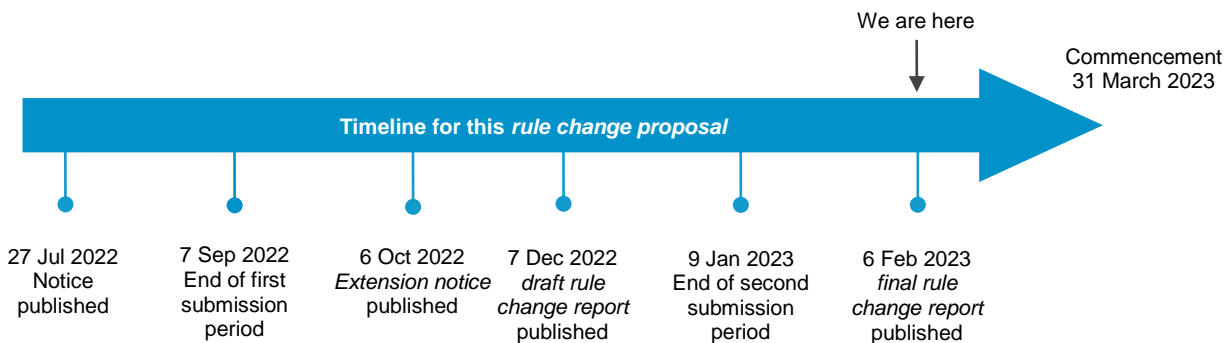 We are here
Commencement
31 March 2023
Timeline for this rule change proposal
27 Jul 2022
Notice
published
7 Sep 2022
End of first
submission
period
6 Oct 2022
Extension notice
published
7 Dec 2022
draft rule
change report
published
9 Jan 2023
End of second
submission
period
6 Feb 2023
final rule
change report
published